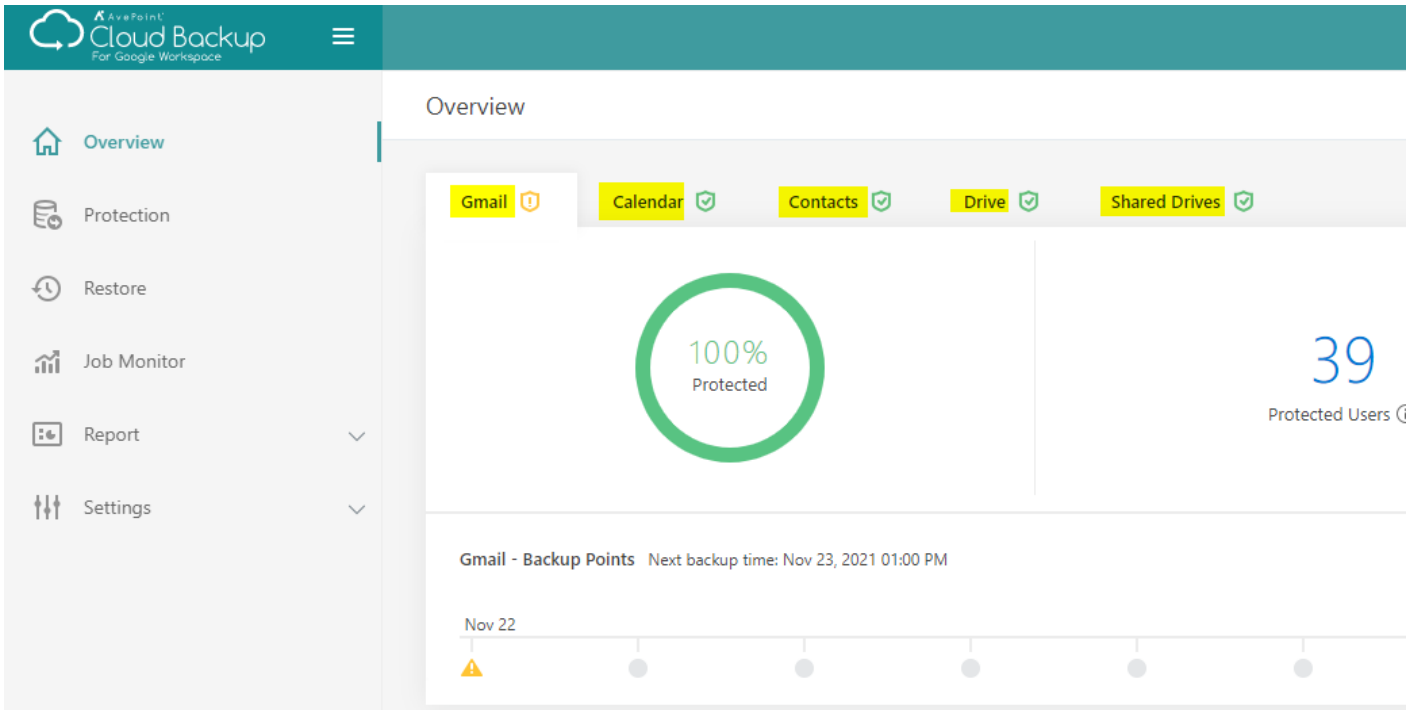 AvePoint
Cloud Backup
For Google Workspace
Overview
Overview
Protection
Restore
Job Monitor
Report
Settings
Gmail Calendar Contacts Drive Shared Drives
100%
Protected
39
Protected Users
Gmail - Backup Points Next backup time: Nov 23, 2021 01:00 PM
Nov 22